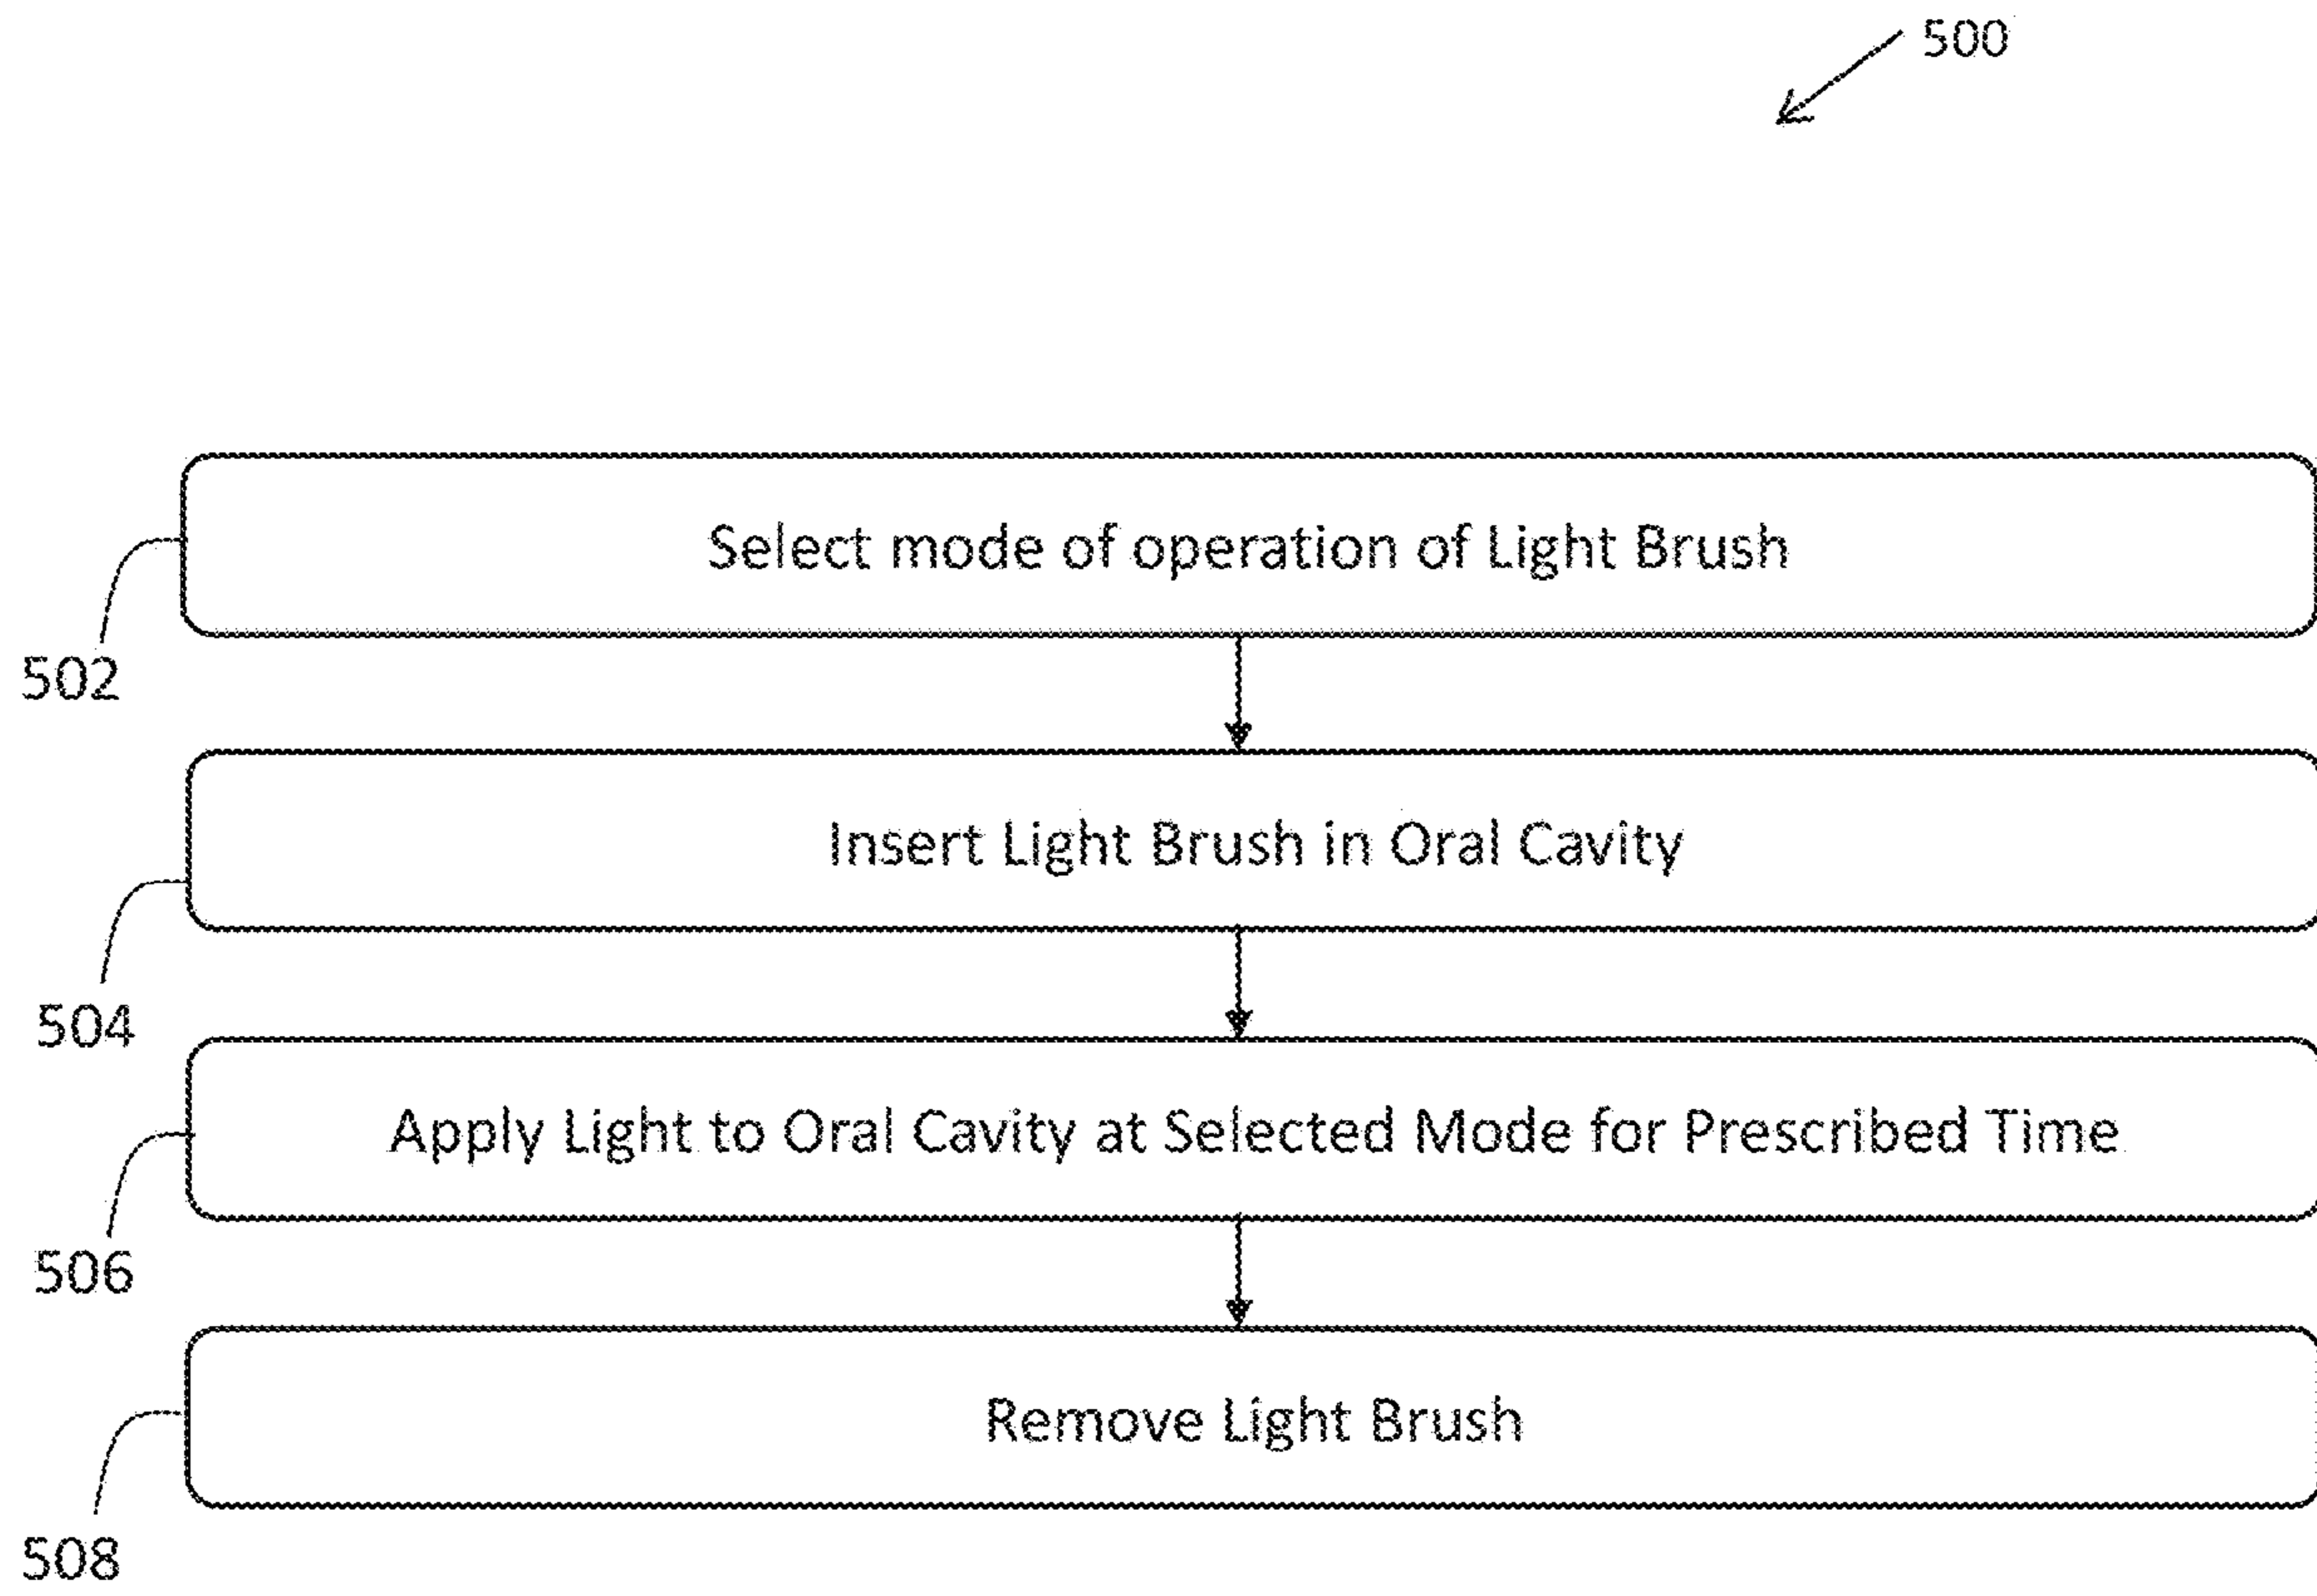 500
Select mode of operation of Light Brush
502
Insert Light Brush in Oral Cavity
504
Apply Light to Oral Cavity at Selected Mode for Prescribed Time
506
Remove Light Brush
508